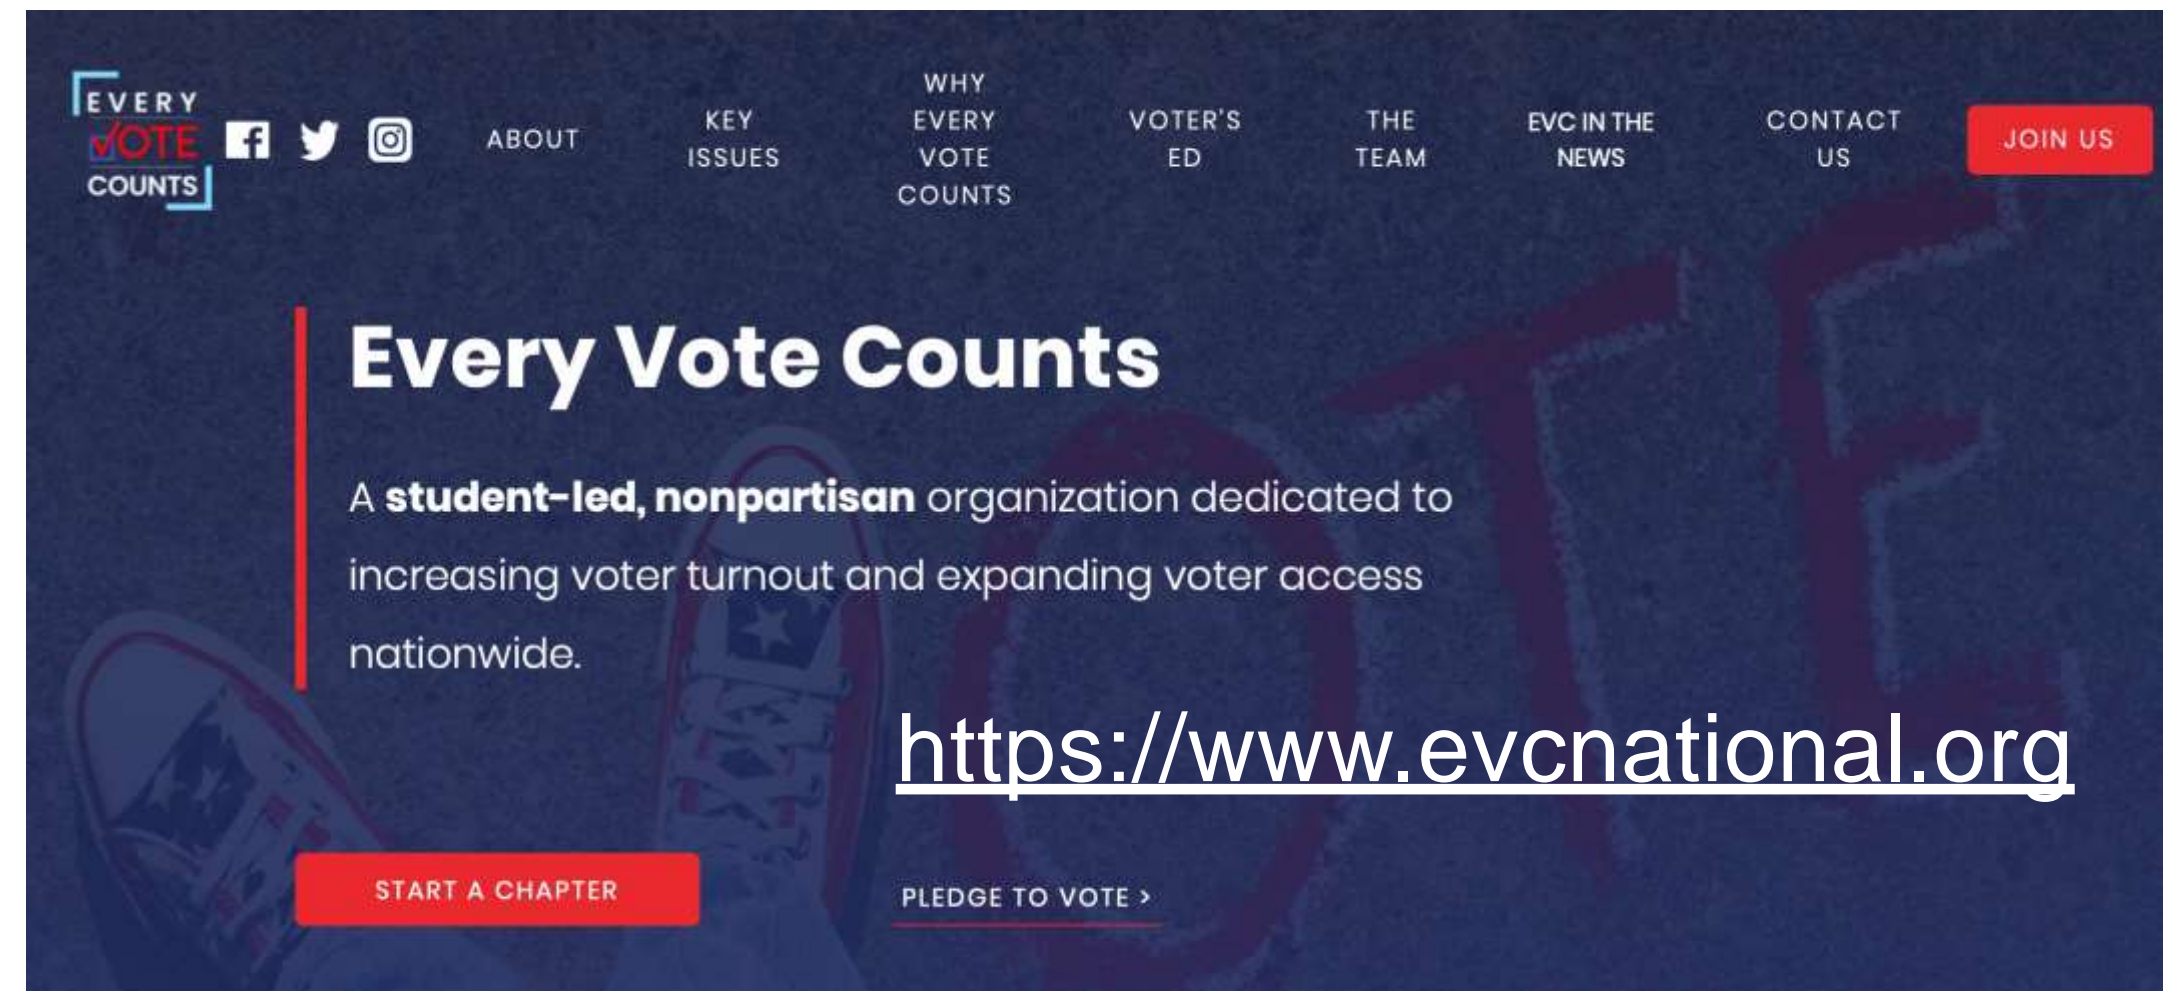 EVERY
VOTE
COUNTS
ABOUT
KEY
ISSUES
WHY
EVERY
VOTE
COUNTS
VOTER'S
ED
THE
TEAM
EVC IN THE
NEWS
CONTACT
US
JOIN US
Every Vote Counts
A student-led, nonpartisan organization dedicated to
increasing voter turnout and expanding voter access
nationwide.
https://www.evcnational.org
START A CHAPTER
PLEDGE TO VOTE >
OTE